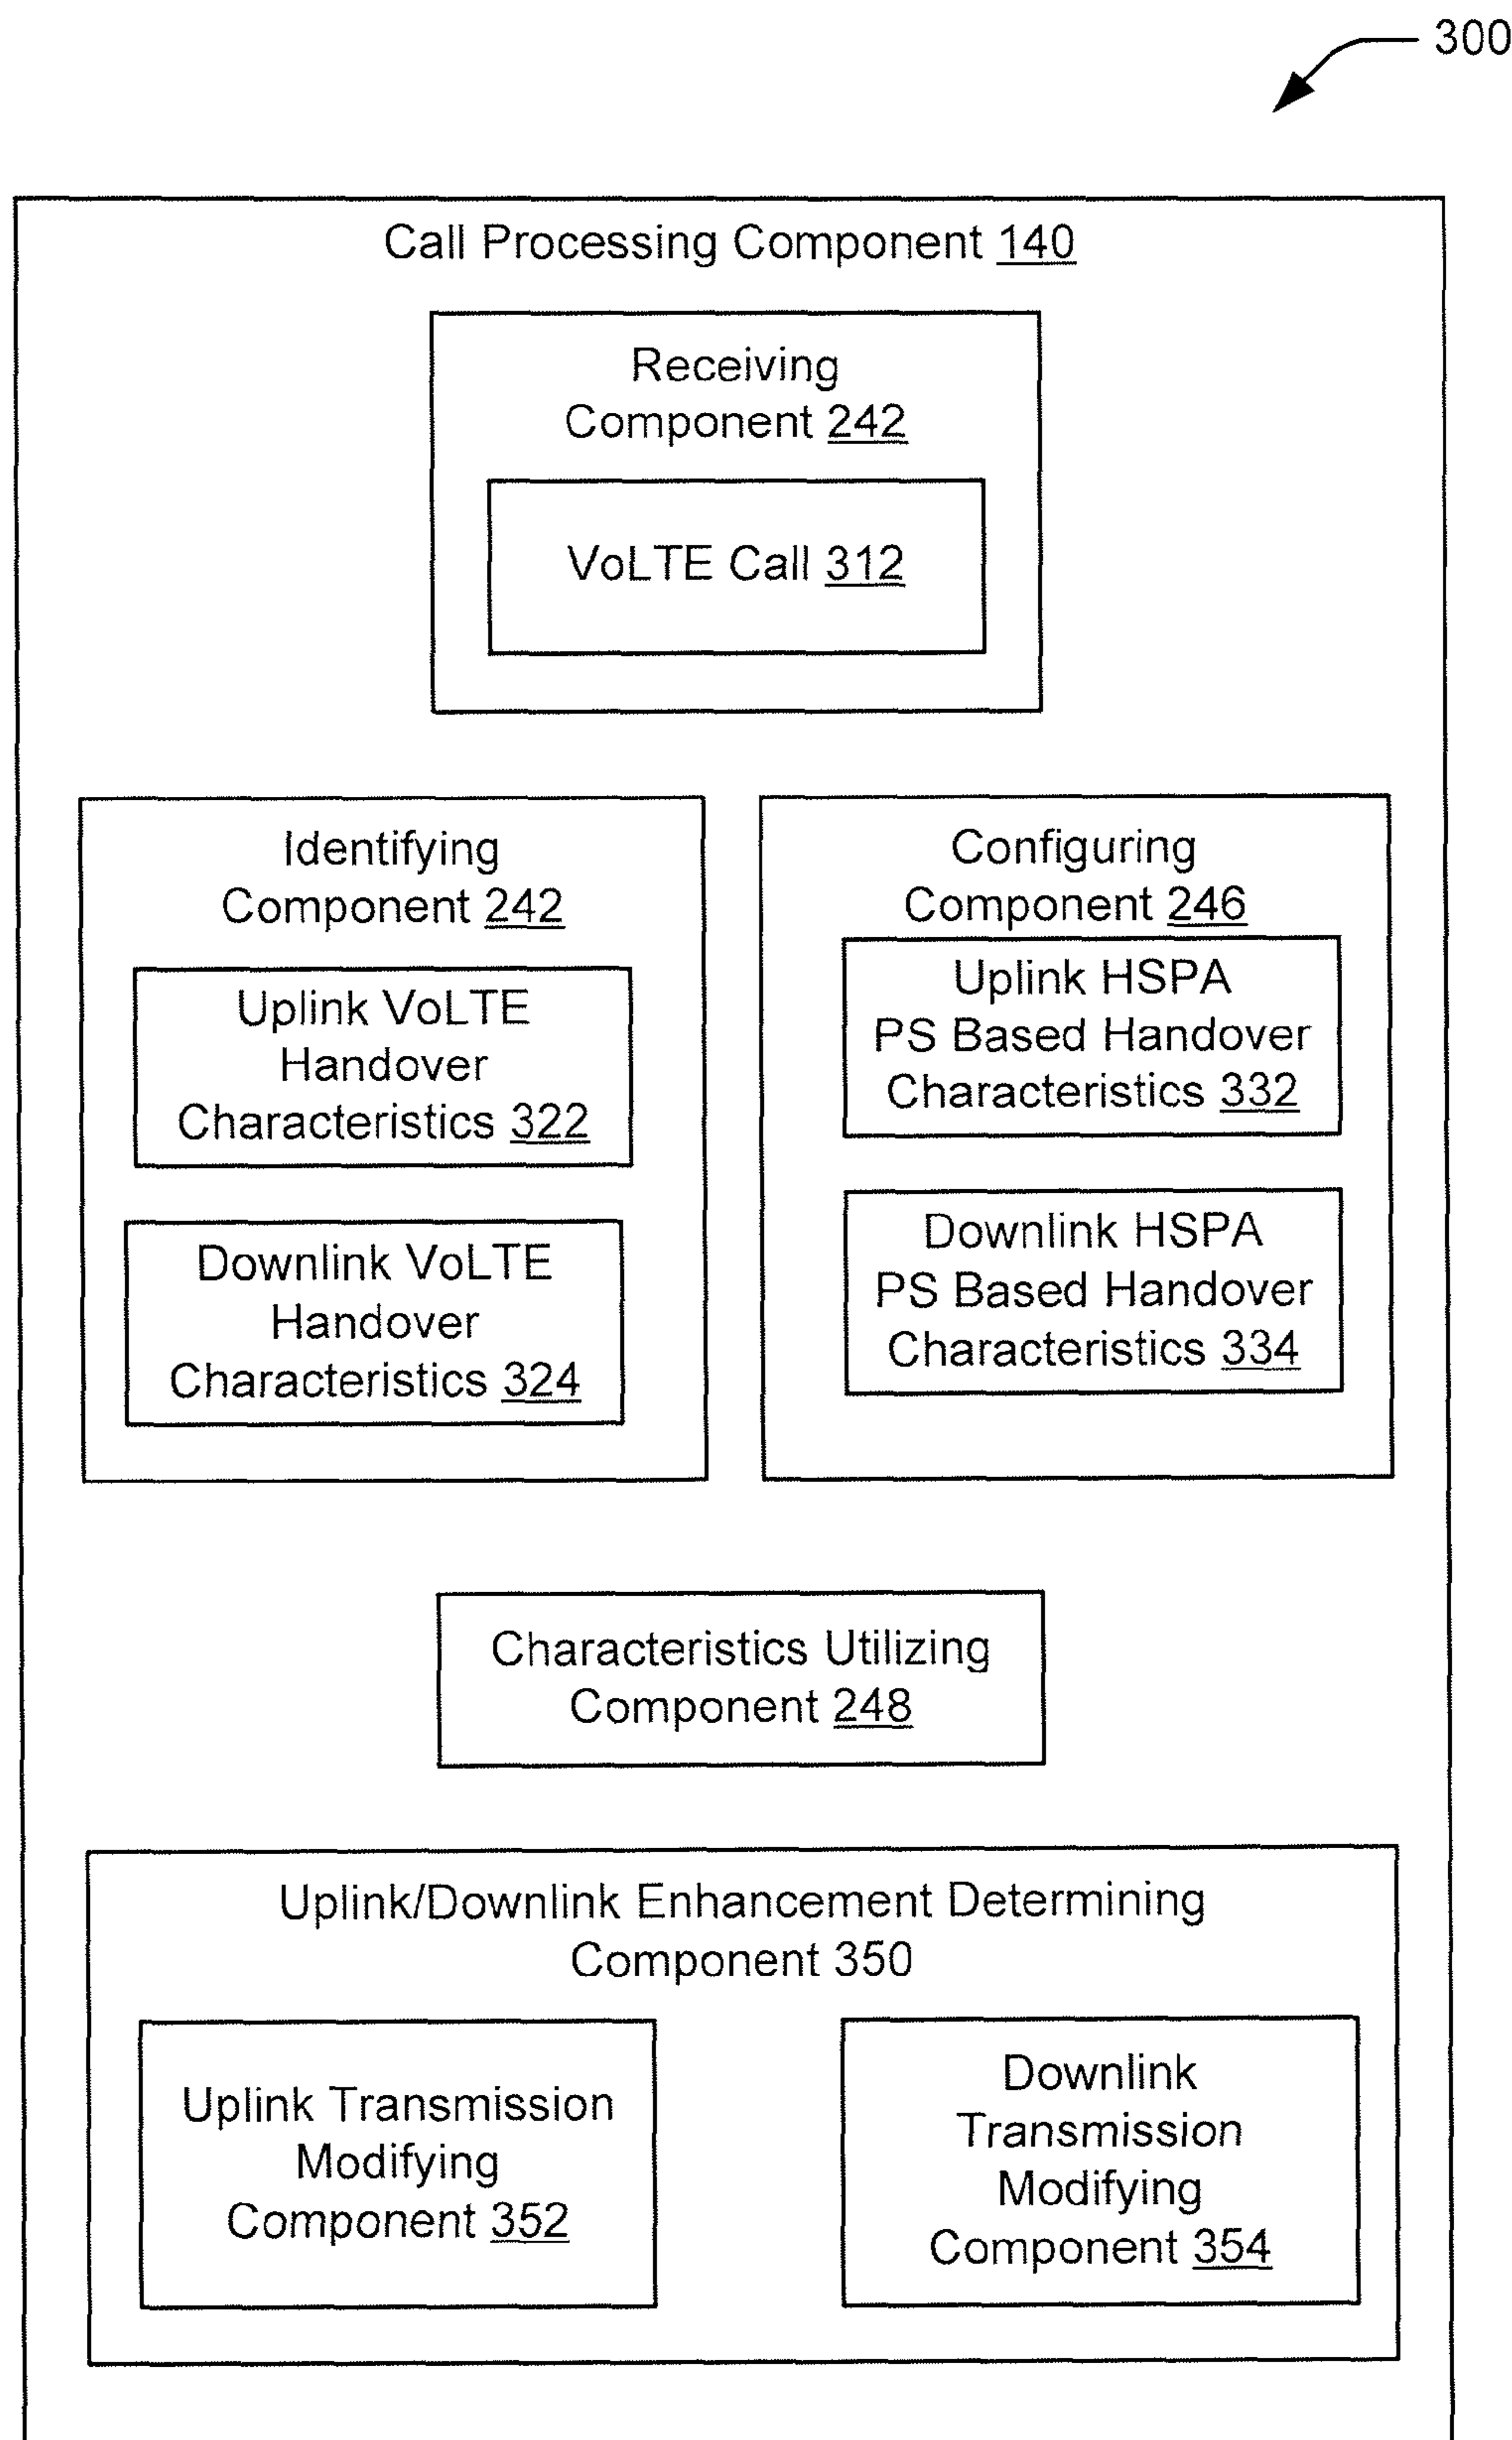 300
Call Processing Component 140
Receiving
Component 242
VoLTE Call 312
Identifying
Component 242
Uplink VoLTE
Handover
Characteristics 322
Downlink VoLTE
Handover
Characteristics 324
Configuring
Component 246
Uplink HSPA
PS Based Handover
Characteristics 332
Downlink HSPA
PS Based Handover
Characteristics 334
Characteristics Utilizing
Component 248
Uplink/Downlink Enhancement Determining
Component 350
Uplink Transmission
Modifying
Component 352
Downlink
Transmission
Modifying
Component 354